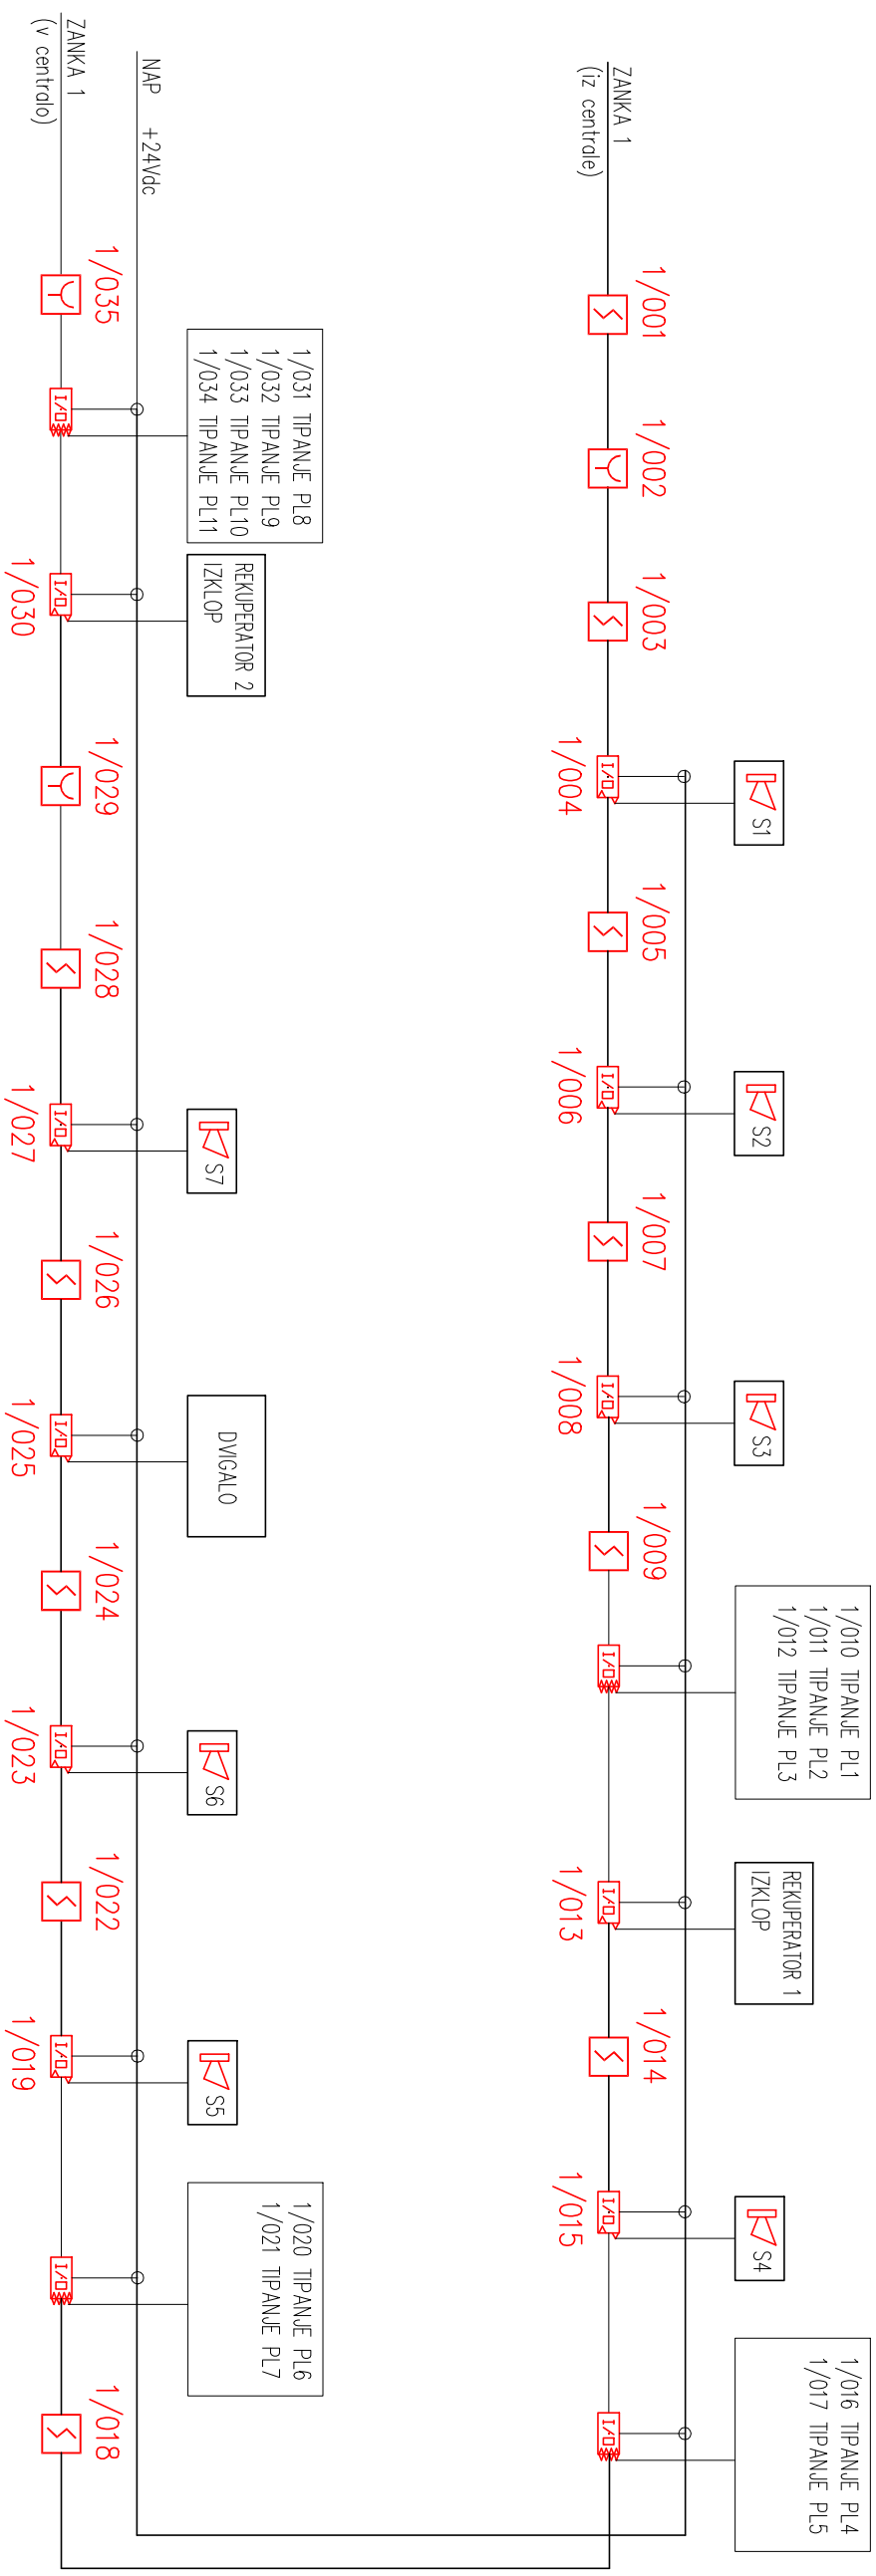 ZANKA 1
(iz centrale)
1/001
1/002
1/003
1/004
S1
1/005
1/006
S2
1/007
1/008
S3
1/009
1/010 TIPANJE PL1
1/011 TIPANJE PL2
1/012 TIPANJE PL3
I/O
I/O
I/O
I/O
1/013
REKUPERATOR 1
IZKLOP
I/O
1/014
1/015
S4
I/O
1/016 TIPANJE PL4
1/017 TIPANJE PL5
I/O
NAP +24Vdc
ZANKA 1
(v centralo)
1/035
1/031 TIPANJE PL8
1/032 TIPANJE PL9
1/033 TIPANJE PL10
1/034 TIPANJE PL11
I/O
REKUPERATOR 2
IZKLOP
I/O
1/030
1/029
1/028
S7
I/O
1/027
1/026
DVIGALO
I/O
1/025
1/024
S6
I/O
1/023
1/022
S5
I/O
1/019
1/020 TIPANJE PL6
1/021 TIPANJE PL7
I/O
1/018